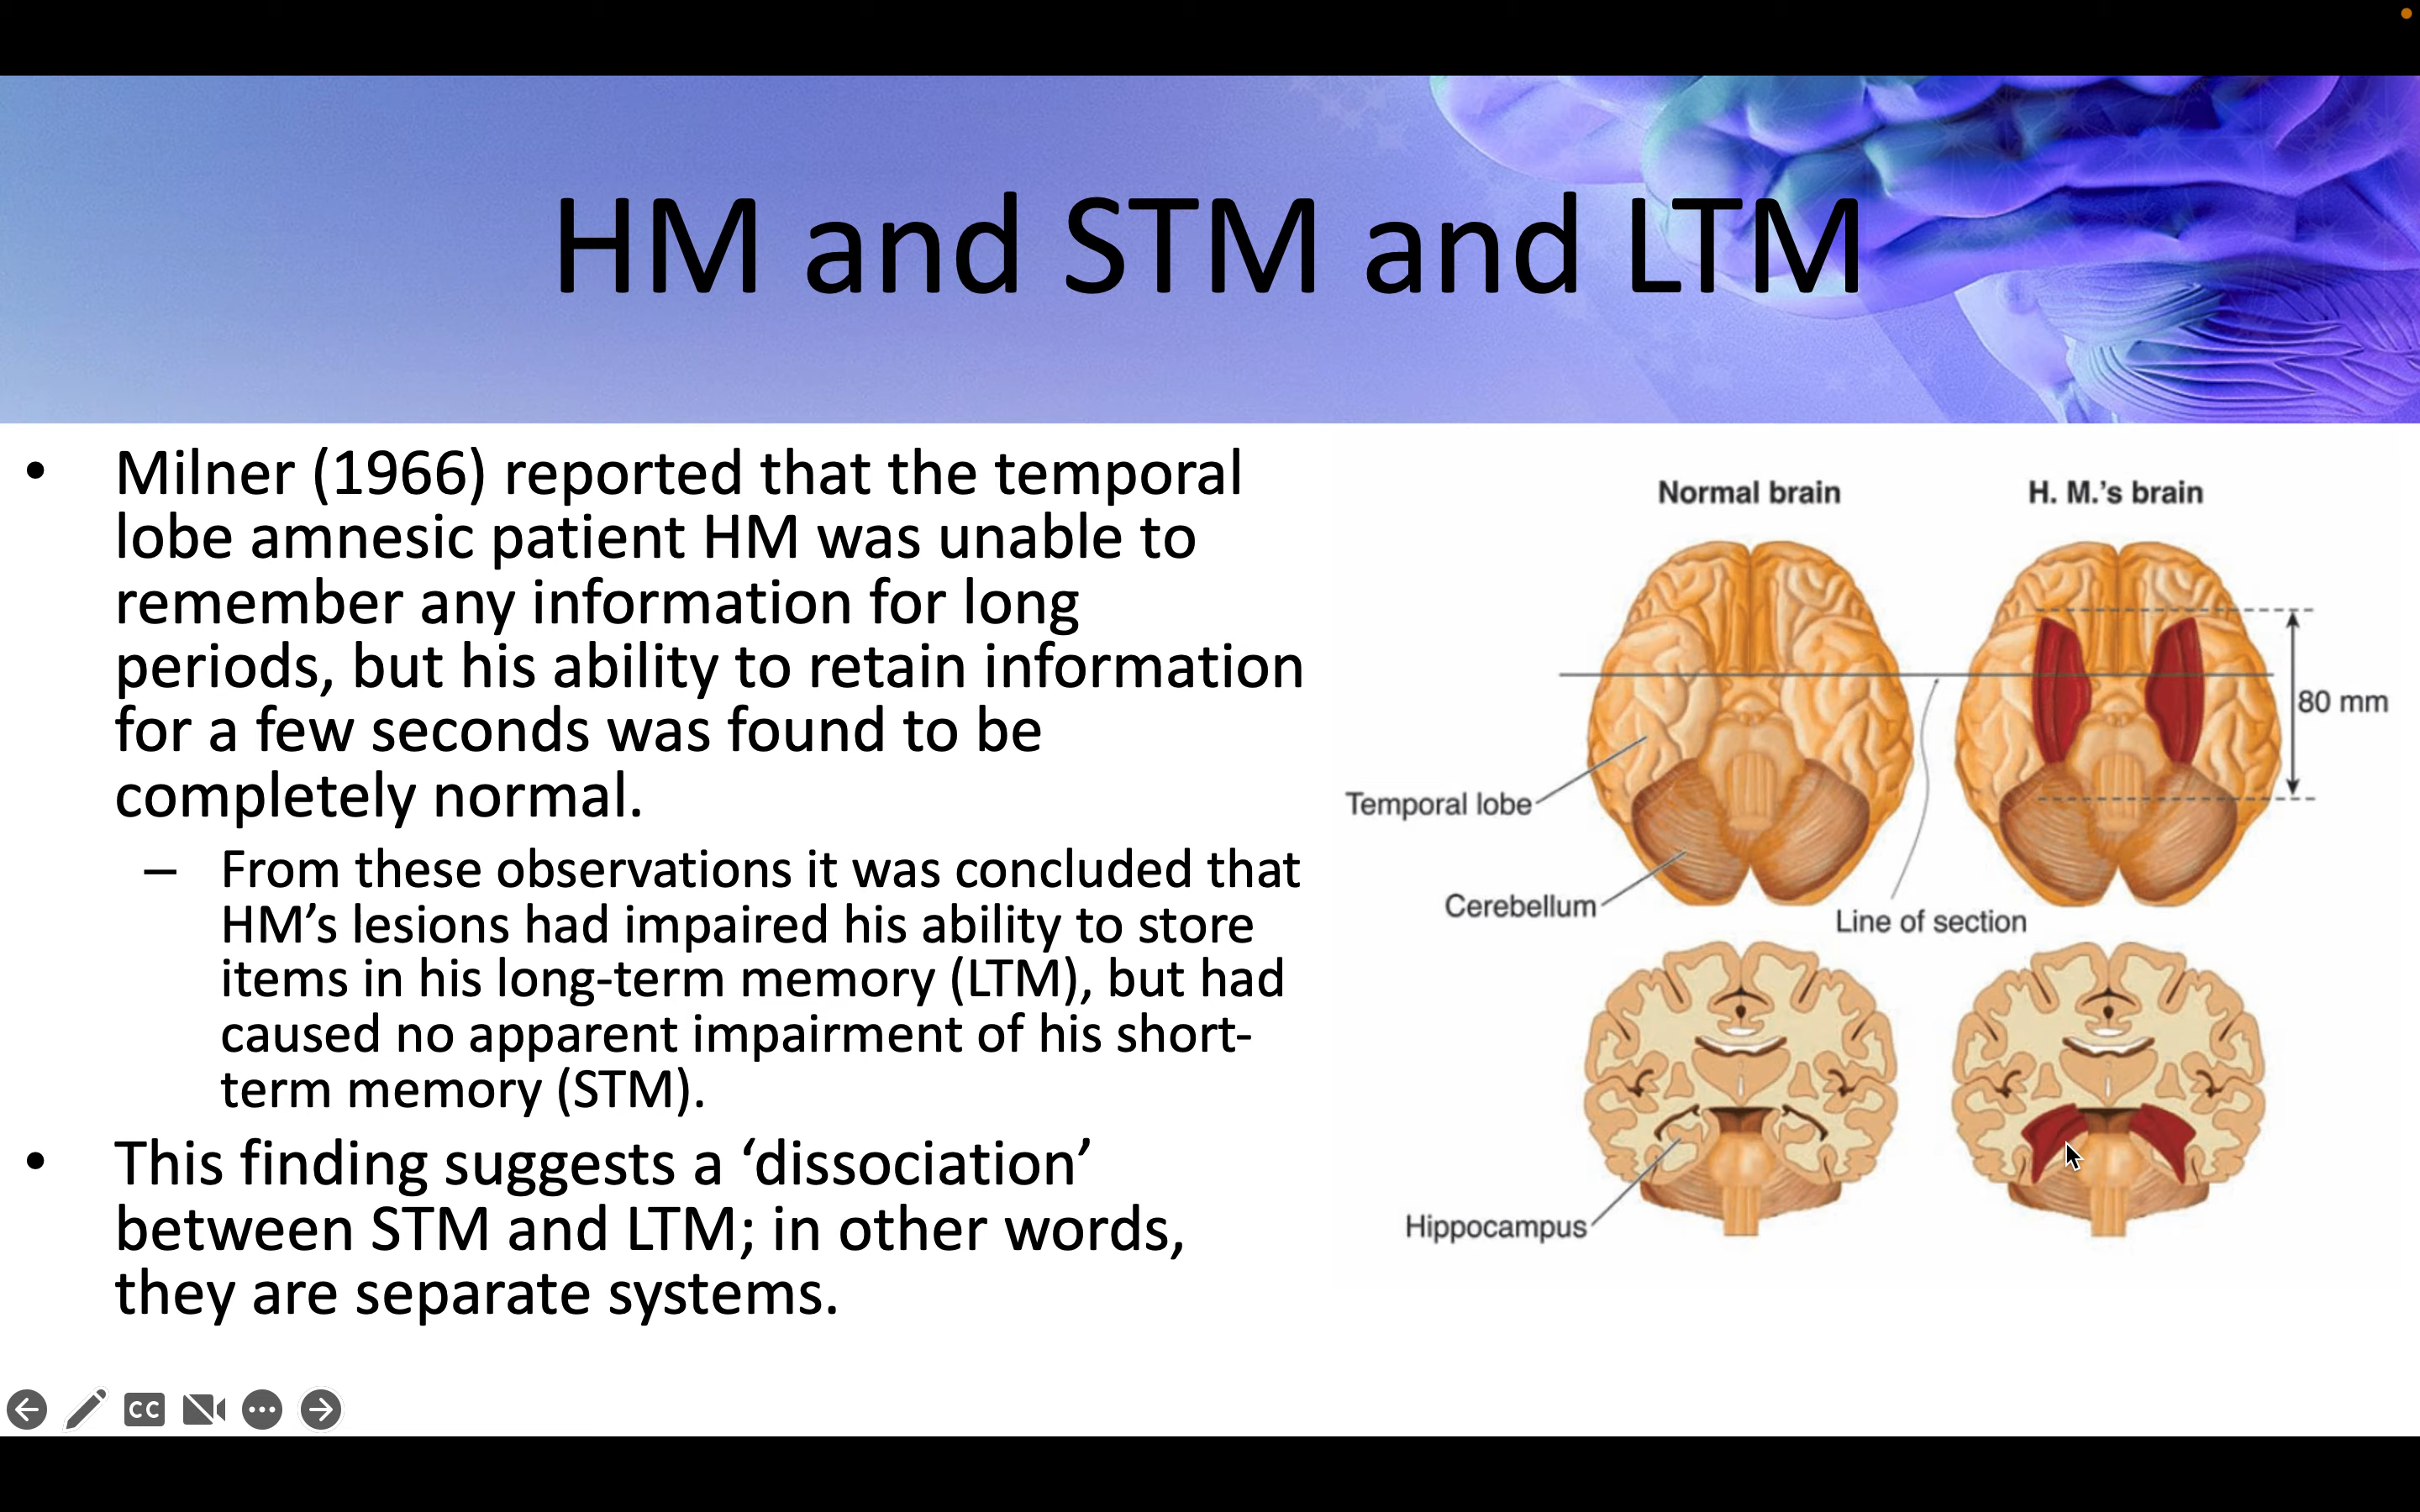 HM and STM and LTM
• Milner (1966) reported that the temporal
lobe amnesic patient HM was unable to
remember any information for long
periods, but his ability to retain information
for a few seconds was found to be
completely normal.
– From these observations it was concluded that
HM’s lesions had impaired his ability to store
items in his long-term memory (LTM), but had
caused no apparent impairment of his short-
term memory (STM).
• This finding suggests a ‘dissociation’
between STM and LTM; in other words,
they are separate systems.
Normal brain
H. M.’s brain
80 mm
Temporal lobe
Cerebellum
Line of section
Hippocampus
CC